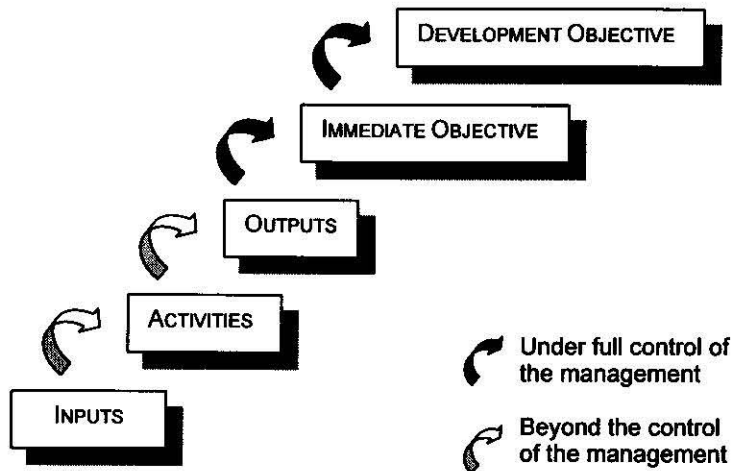 DEVELOPMENT OBJECTIVE
IMMEDIATE OBJECTIVE
OUTPUTS
ACTIVITIES
INPUTS
Under full control of
the management
Beyond the control
of the management